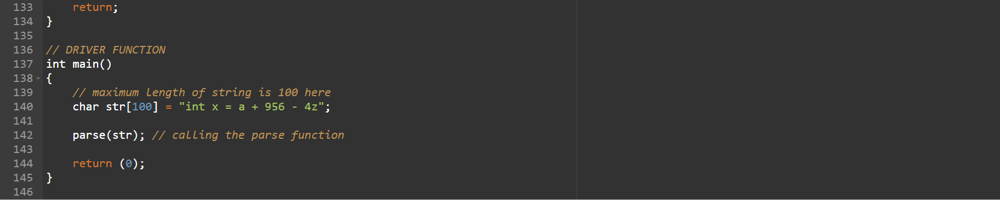 133     return;
134 }
135
136 // DRIVER FUNCTION
137 int main()
138 {
139     // maximum length of string is 100 here
140     char str[100] = "int x = a + 956 - 4z";
141
142     parse(str); // calling the parse function
143
144     return (0);
145 }
146